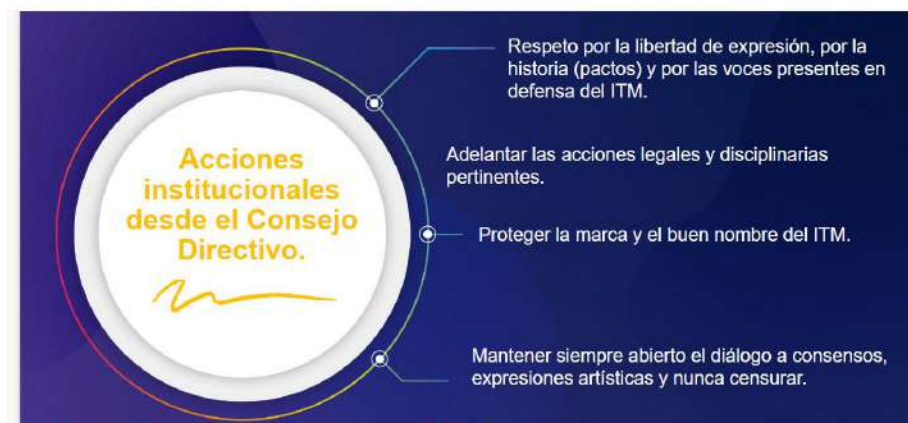 Acciones
institucionales
desde el Consejo
Directivo.
Respeto por la libertad de expresión, por la
historia (pactos) y por las voces presentes en
defensa del ITM.
Adelantar las acciones legales y disciplinarias
pertinentes.
Proteger la marca y el buen nombre del ITM.
Mantener siempre abierto el diálogo a consensos,
expresiones artísticas y nunca censurar.